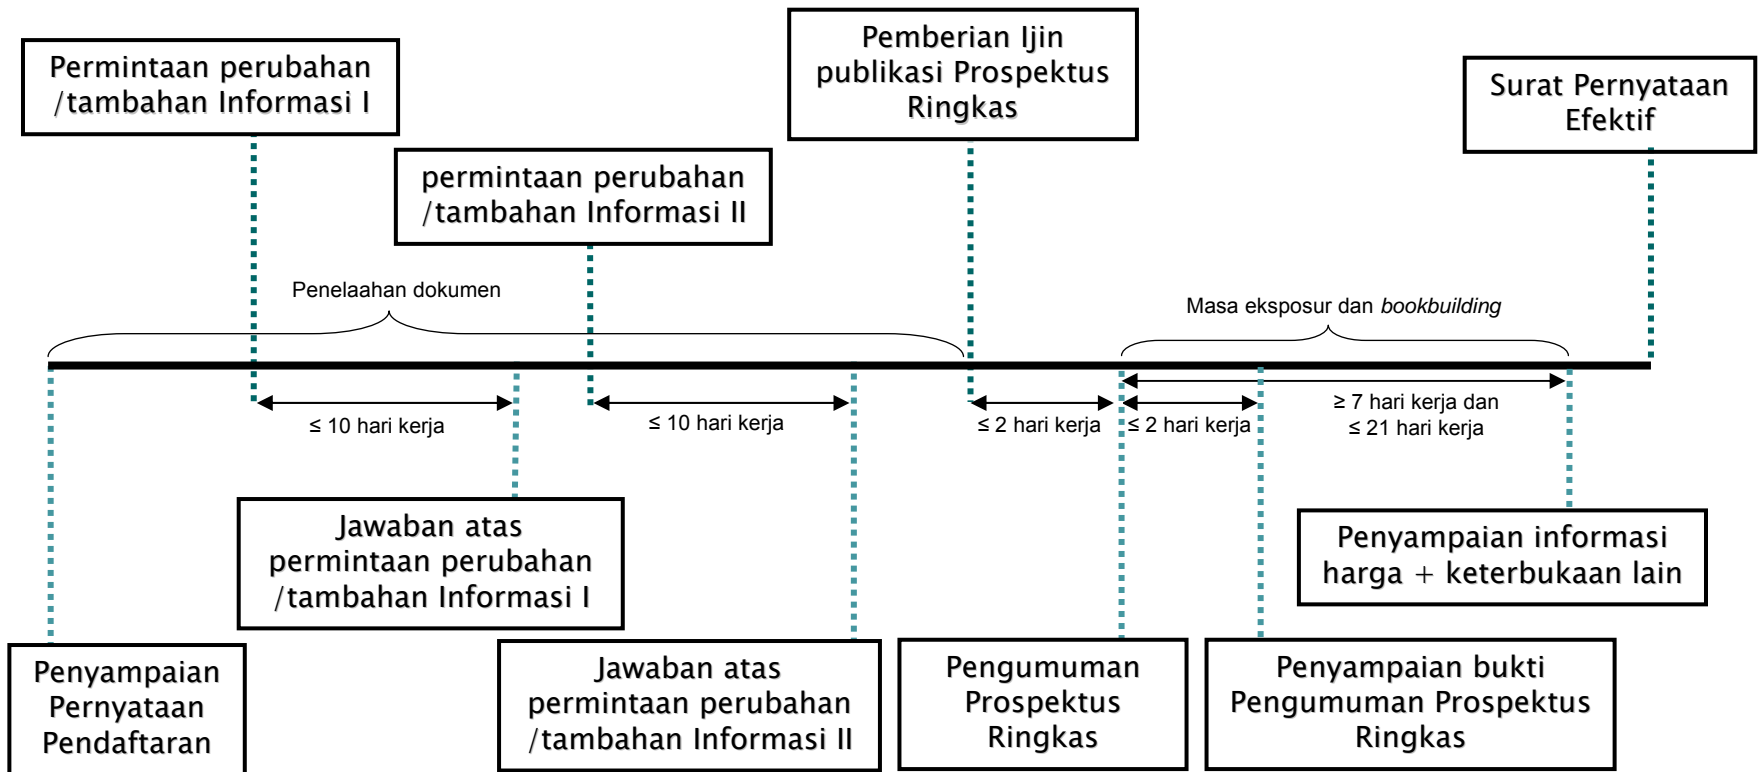 Permintaan perubahan
/tambahan Informasi I
permintaan perubahan
/tambahan Informasi II
Pemberian Ijin
publikasi Prospektus
Ringkas
Surat Pernyataan
Efektif
Penelaahan dokumen
Masa eksposur dan bookbuilding
≤ 10 hari kerja
≤ 10 hari kerja
≤ 2 hari kerja
≤ 2 hari kerja
≥ 7 hari kerja dan
≤ 21 hari kerja
Jawaban atas
permintaan perubahan
/tambahan Informasi I
Penyampaian informasi
harga + keterbukaan lain
Penyampaian
Pernyataan
Pendaftaran
Jawaban atas
permintaan perubahan
/tambahan Informasi II
Pengumuman
Prospektus
Ringkas
Penyampaian bukti
Pengumuman Prospektus
Ringkas